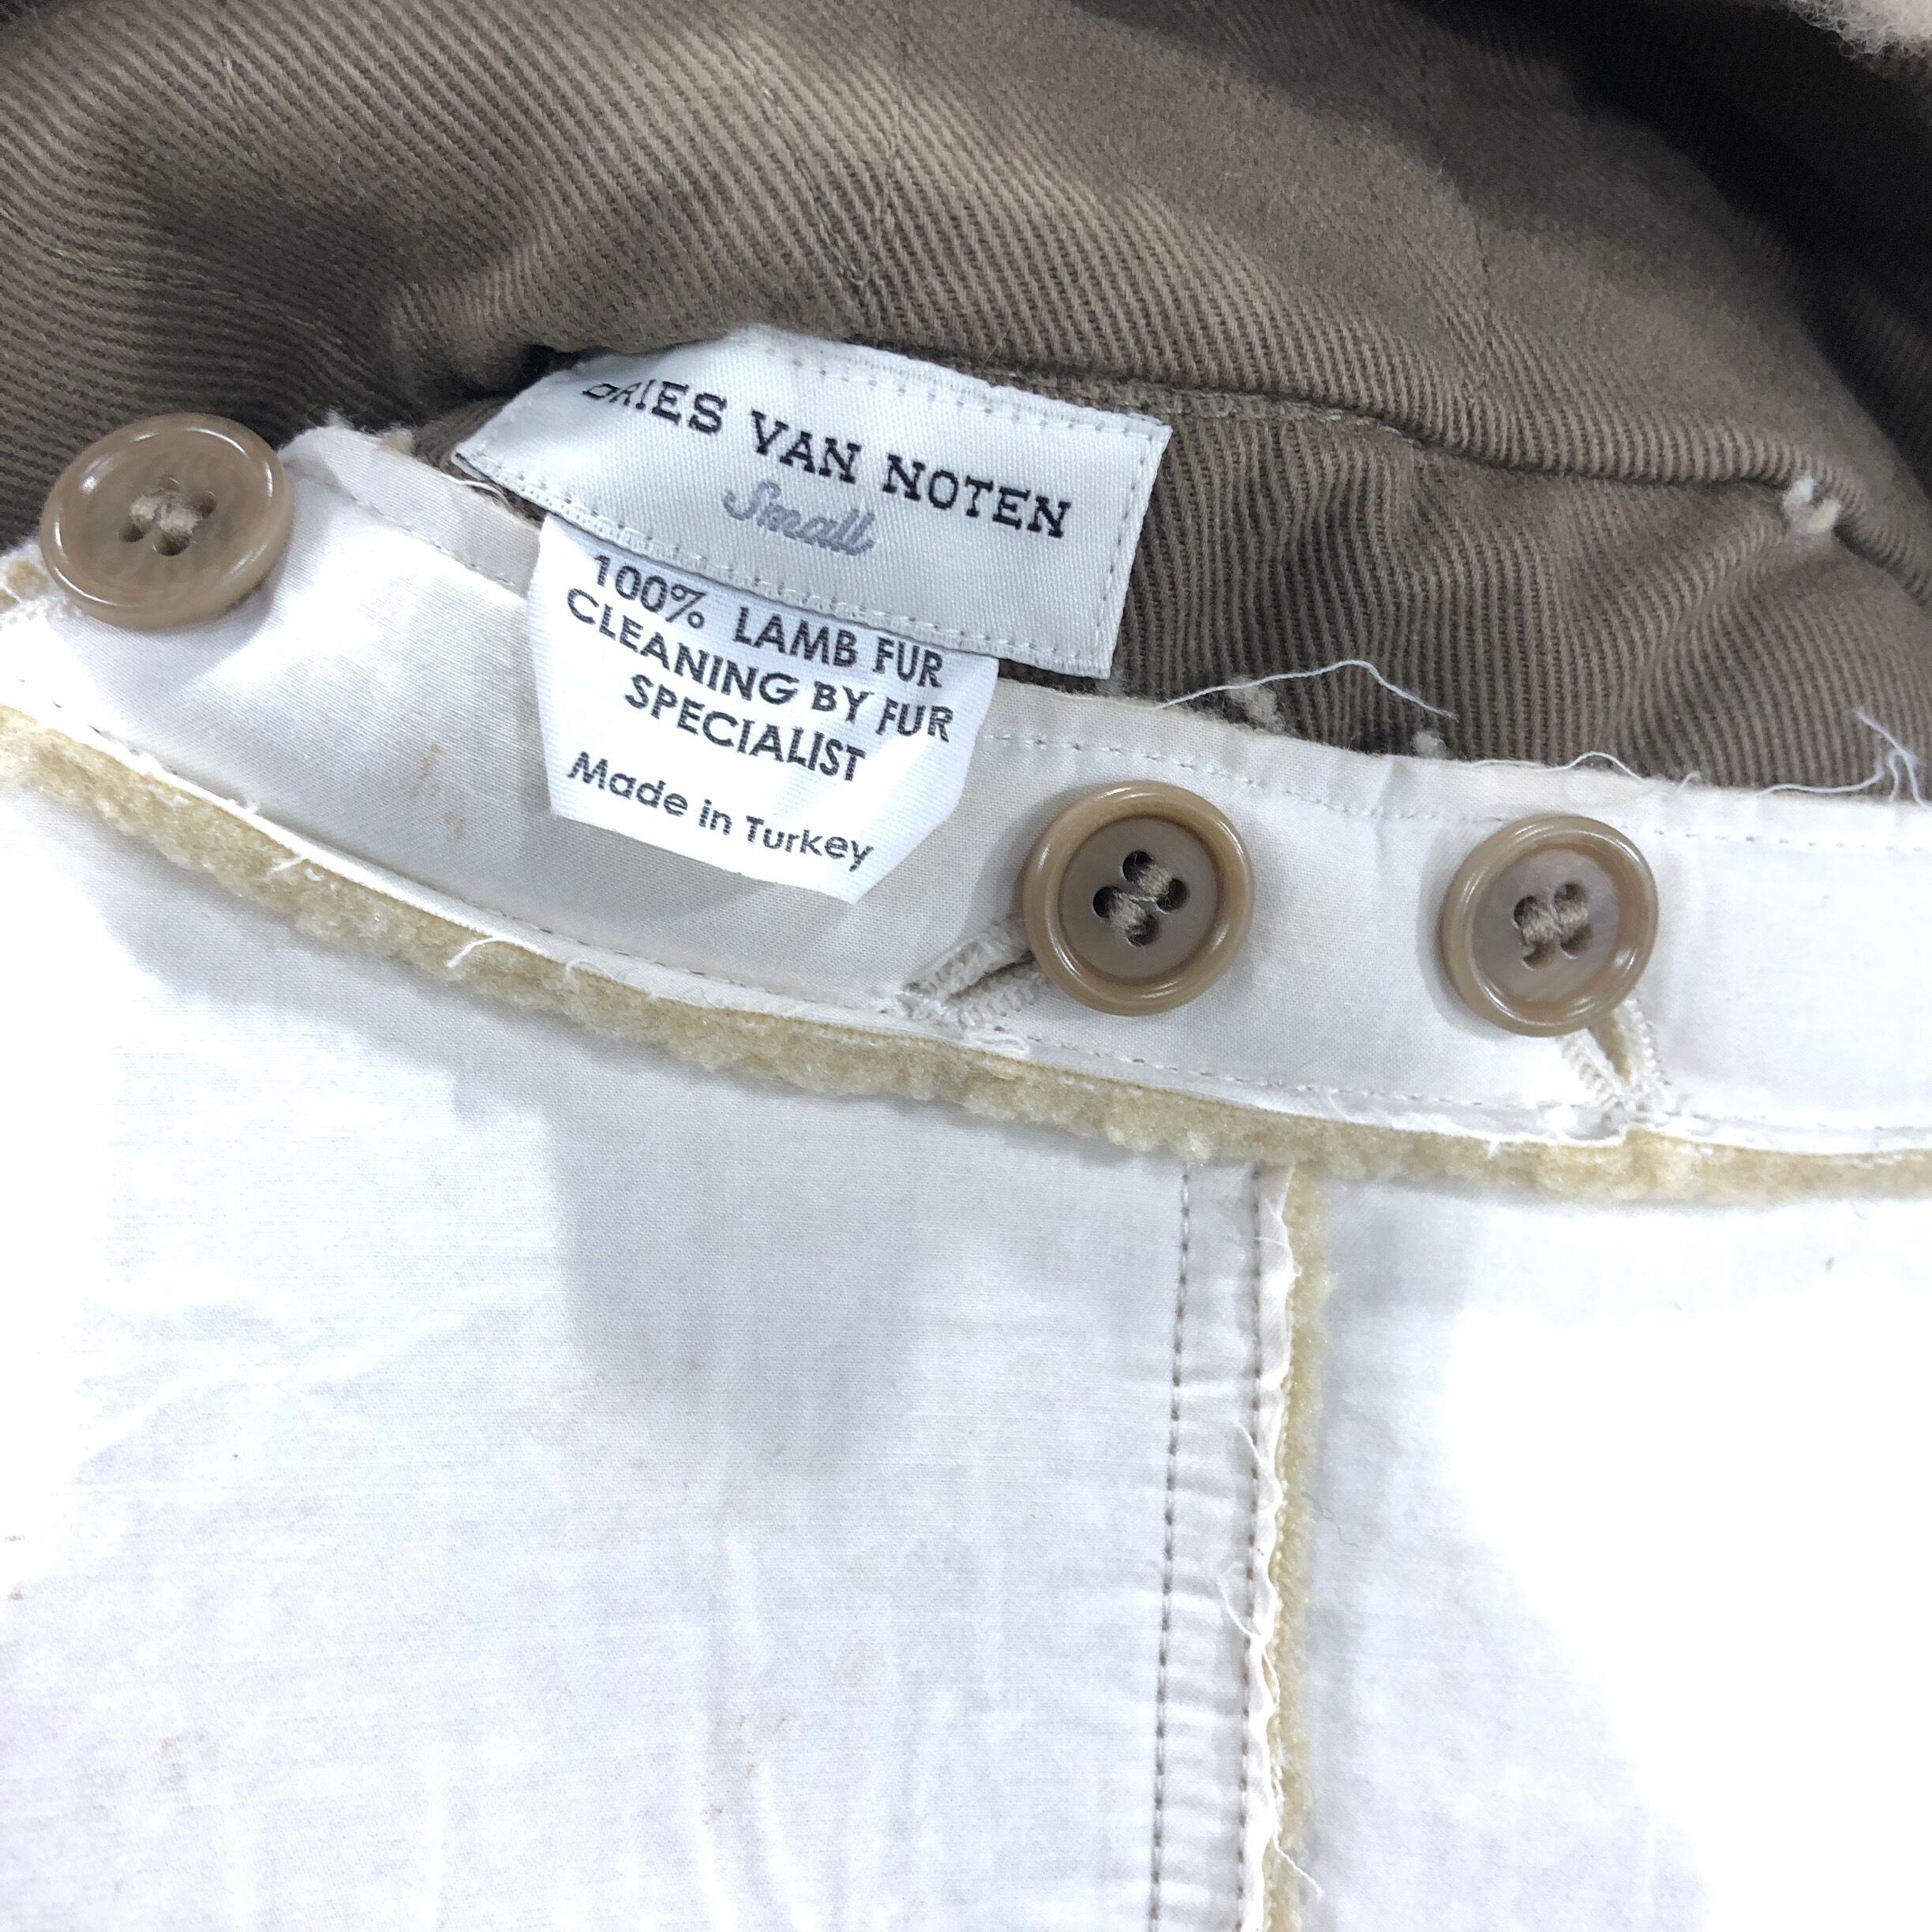 DRIES VAN NOTEN
Small
100% LAMB FUR
CLEANING BY FUR
SPECIALIST
Made in Turkey